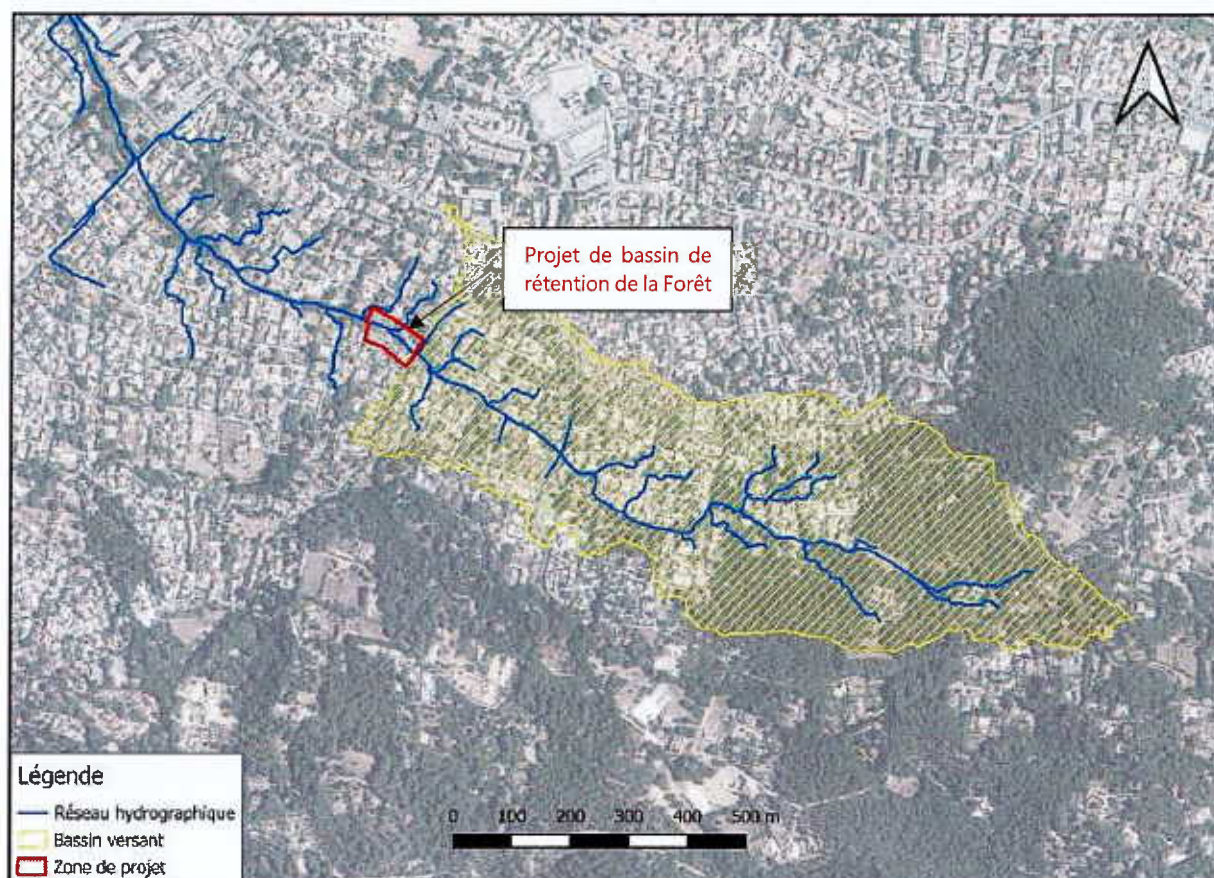 Projet de bassin de
rétention de la Forêt
Légende
Réseau hydrographique
Bassin versant
Zone de projet
0 100 200 300 400 500 m